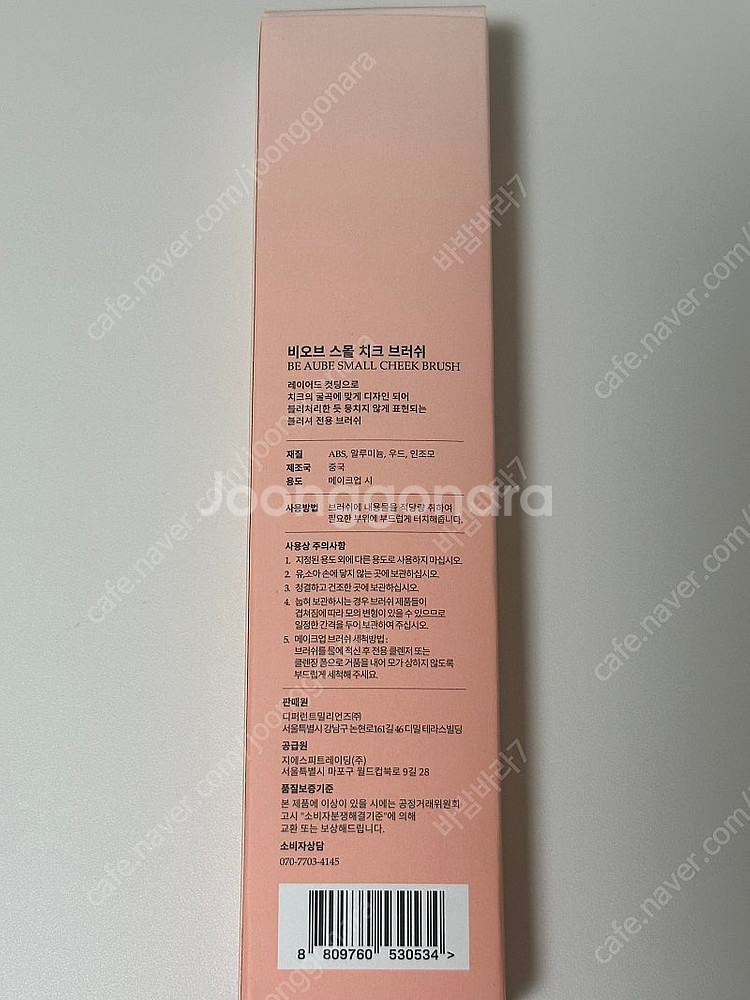 비오브 스몰 치크 브러쉬
BE AUBE SMALL CHEEK BRUSH
레이어드 컷팅으로
치크의 굴곡에 맞게 디자인 되어
블러처리한 듯 뭉치지 않게 표현되는
블러셔 전용 브러쉬
재질 ABS, 알루미늄, 우드, 인조모
제조국 중국
용도 메이크업 시
사용방법 브러쉬에 내용물을 적당량 취하여
필요한 부위에 부드럽게 터치해줍니다.
사용상 주의사항
1. 지정된 용도 외에 다른 용도로 사용하지 마십시오.
2. 유,소아 손에 닿지 않는 곳에 보관하십시오.
3. 청결하고 건조한 곳에 보관하십시오.
4. 눕혀 보관하시는 경우 브러쉬 제품들이
겹쳐짐에 따라 모의 변형이 있을 수 있으므로
일정한 간격을 두어 보관하여 주십시오.
5. 메이크업 브러쉬 세척방법 :
브러쉬를 물에 적신 후 전용 클렌저 또는
클렌징 폼으로 거품을 내어 모가 상하지 않도록
부드럽게 세척해 주세요.
판매원
디퍼런트밀리언즈(주)
서울특별시 강남구 논현로161길 46 디밀 테라스빌딩
공급원
지에스피트레이딩(주)
서울특별시 마포구 월드컵북로 9길 28
품질보증기준
본 제품에 이상이 있을 시에는 공정거래위원회
고시 "소비자분쟁해결기준"에 의해
교환 또는 보상해드립니다.
소비자상담
070-7703-4145
8 809760 530534 >
Joonggonara
cafe.naver.com/joonggonara
바밤바라7